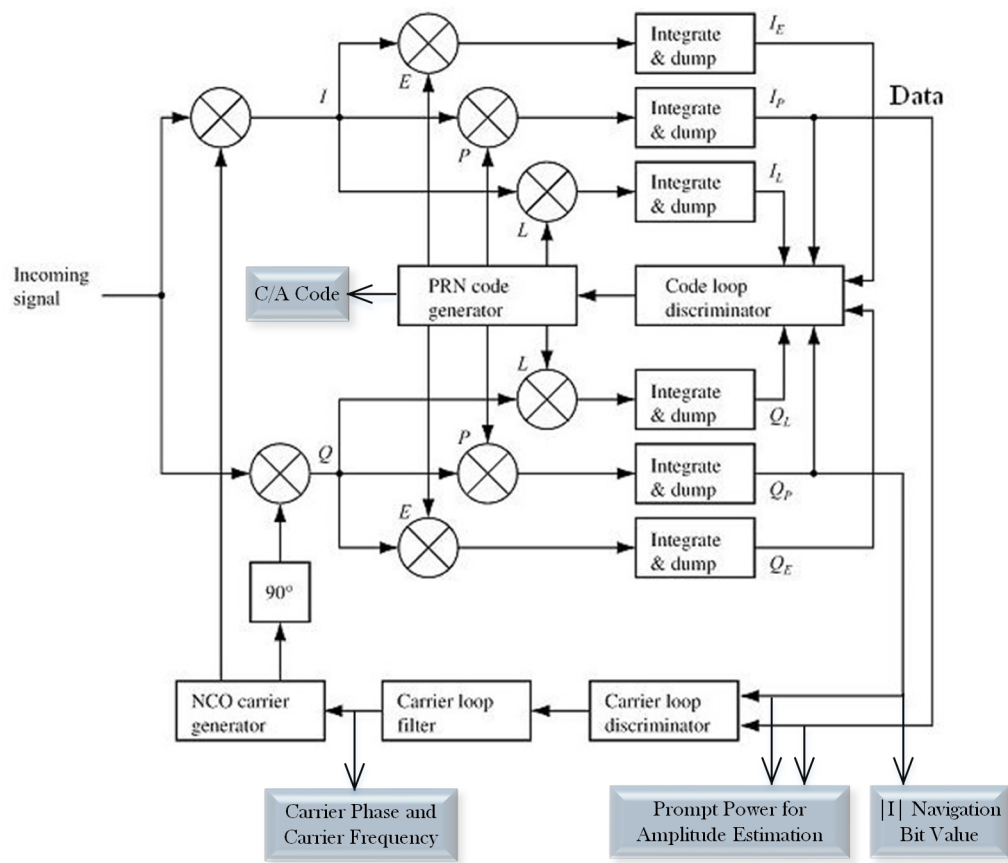 Integrate
& dump
I_E
E
I
Integrate
& dump
I_P
Data
P
Integrate
& dump
I_L
L
Incoming
signal
C/A Code
PRN code
generator
Code loop
discriminator
L
Integrate
& dump
Q_L
Q
P
Integrate
& dump
Q_P
E
Integrate
& dump
Q_E
90°
NCO carrier
generator
Carrier loop
filter
Carrier loop
discriminator
Carrier Phase and
Carrier Frequency
Prompt Power for
Amplitude Estimation
|I| Navigation
Bit Value